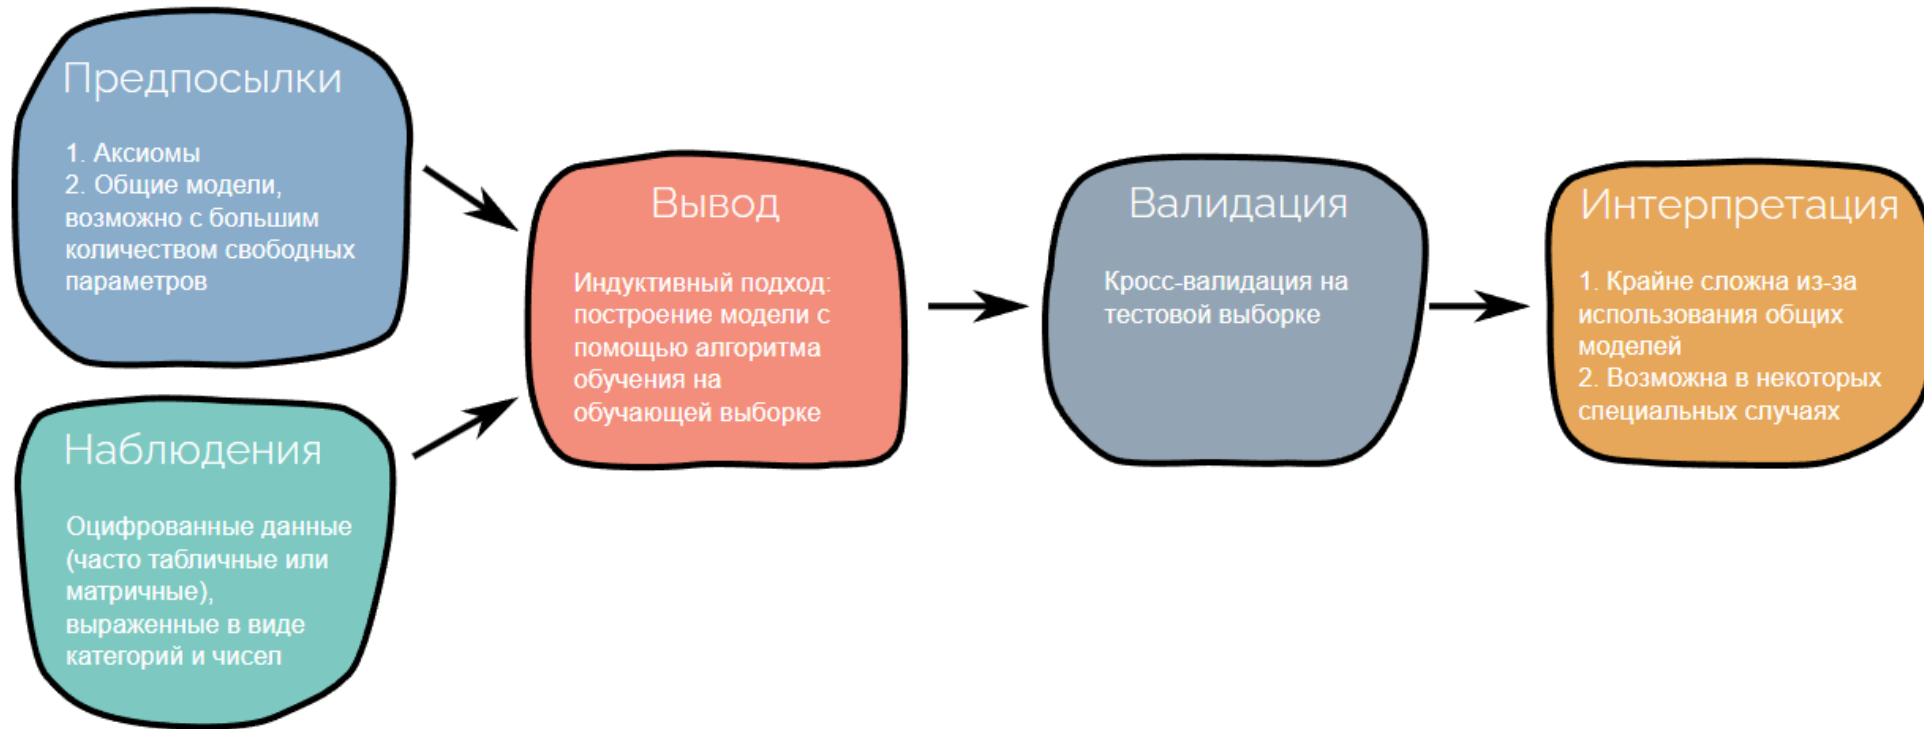 Предпосылки
1. Аксиомы
2. Общие модели,
возможно с большим
количеством свободных
параметров
Наблюдения
Оцифрованные данные
(часто табличные или
матричные),
выраженные в виде
категорий и чисел
Вывод
Индуктивный подход:
построение модели с
помощью алгоритма
обучения на
обучающей выборке
Валидация
Кросс-валидация на
тестовой выборке
Интерпретация
1. Крайне сложна из-за
использования общих
моделей
2. Возможна в некоторых
специальных случаях